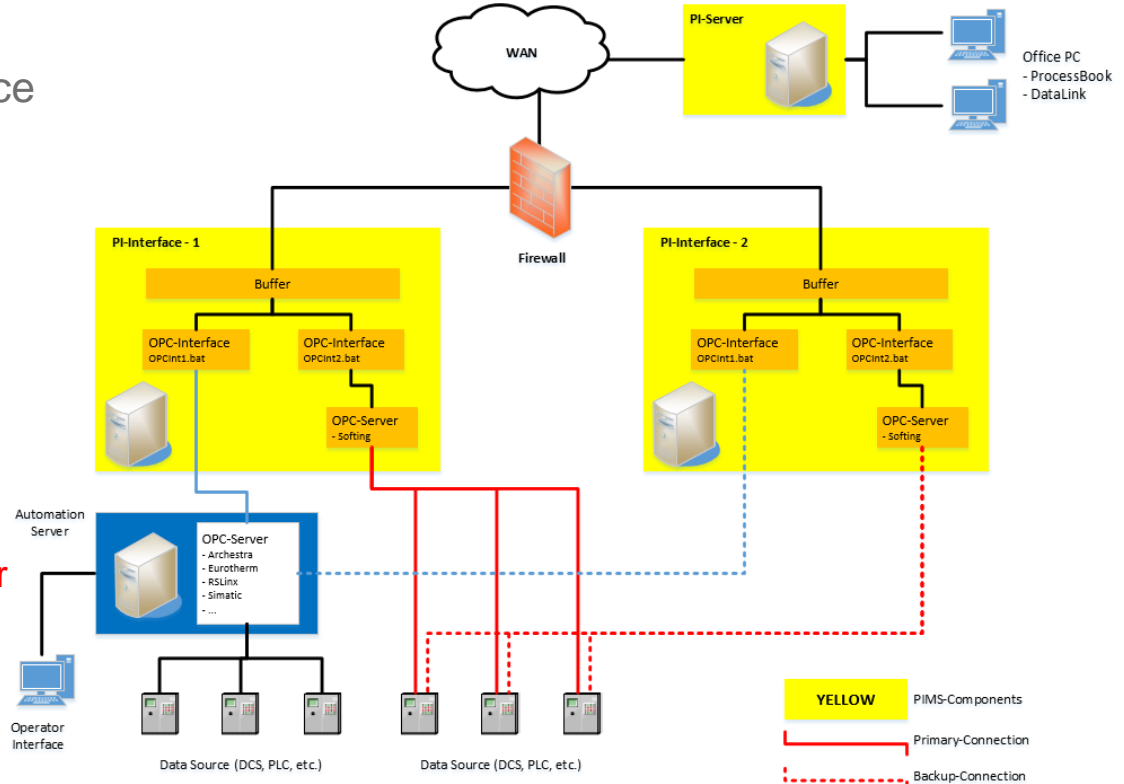 ce
r
WAN
PI-Server
Office PC
- ProcessBook
- DataLink
Firewall
PI-Interface - 1
Buffer
OPC-Interface
OPCInt1.bat
OPC-Interface
OPCInt2.bat
OPC-Server
- Softing
PI-Interface - 2
Buffer
OPC-Interface
OPCInt1.bat
OPC-Interface
OPCInt2.bat
OPC-Server
- Softing
Automation
Server
OPC-Server
- Archestra
- Eurotherm
- RSLinx
- Simatic
- ...
Operator
Interface
Data Source (DCS, PLC, etc.)
Data Source (DCS, PLC, etc.)
YELLOW
PIMS-Components
Primary-Connection
Backup-Connection